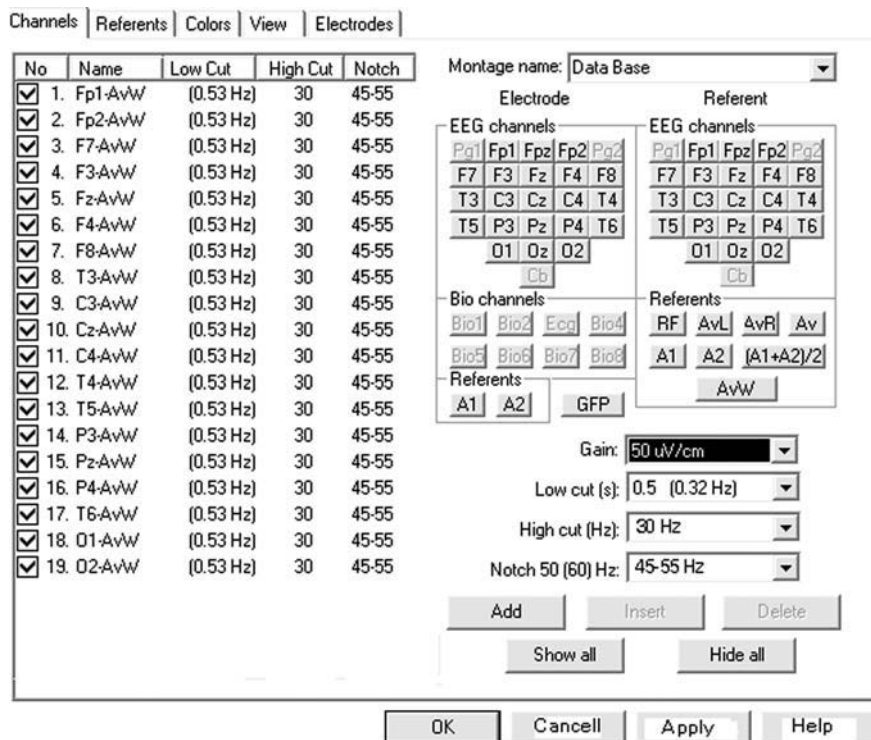 Channels Referents Colors View Electrodes
No Name Low Cut High Cut Notch
1. Fp1-AvW (0.53 Hz) 30 45-55
2. Fp2-AvW (0.53 Hz) 30 45-55
3. F7-AvW (0.53 Hz) 30 45-55
4. F3-AvW (0.53 Hz) 30 45-55
5. Fz-AvW (0.53 Hz) 30 45-55
6. F4-AvW (0.53 Hz) 30 45-55
7. F8-AvW (0.53 Hz) 30 45-55
8. T3-AvW (0.53 Hz) 30 45-55
9. C3-AvW (0.53 Hz) 30 45-55
10. Cz-AvW (0.53 Hz) 30 45-55
11. C4-AvW (0.53 Hz) 30 45-55
12. T4-AvW (0.53 Hz) 30 45-55
13. T5-AvW (0.53 Hz) 30 45-55
14. P3-AvW (0.53 Hz) 30 45-55
15. Pz-AvW (0.53 Hz) 30 45-55
16. P4-AvW (0.53 Hz) 30 45-55
17. T6-AvW (0.53 Hz) 30 45-55
18. O1-AvW (0.53 Hz) 30 45-55
19. O2-AvW (0.53 Hz) 30 45-55
Montage name: Data Base
Electrode
EEG channels
Pg1 Fp1 Fpz Fp2 Pg2
F7 F3 Fz F4 F8
T3 C3 Cz C4 T4
T5 P3 Pz P4 T6
O1 Oz O2
Cb
Bio channels
Bio1 Bio2 Ecg Bio4
Bio5 Bio6 Bio7 Bio8
Referents
A1 A2
GFP
Referent
EEG channels
Pg1 Fp1 Fpz Fp2 Pg2
F7 F3 Fz F4 F8
T3 C3 Cz C4 T4
T5 P3 Pz P4 T6
O1 Oz O2
Cb
Referents
RF AvL AvR Av
A1 A2 (A1+A2)/2
AvW
Gain: 50 uV/cm
Low cut (s): 0.5 (0.32 Hz)
High cut (Hz): 30 Hz
Notch 50 (60) Hz: 45-55 Hz
Add Insert Delete
Show all Hide all
OK Cancell Apply Help